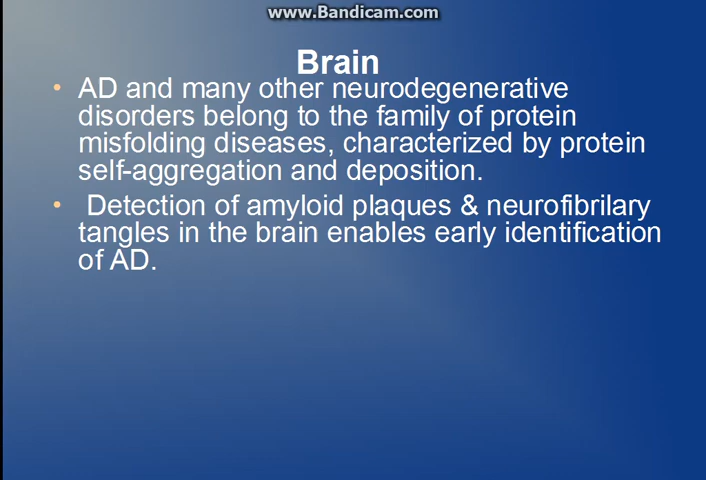 www.Bandicam.com
Brain
• AD and many other neurodegenerative
disorders belong to the family of protein
misfolding diseases, characterized by protein
self-aggregation and deposition.
• Detection of amyloid plaques & neurofibrilary
tangles in the brain enables early identification
of AD.